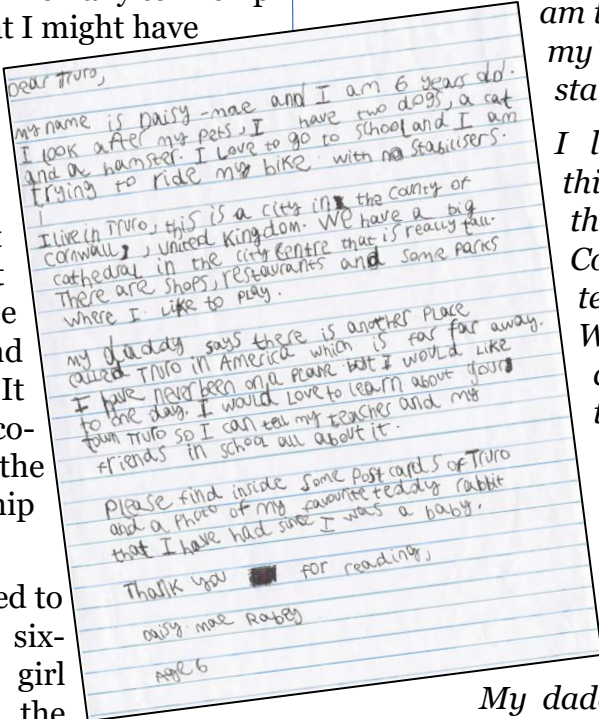 t I might have
am t
my
sta
I l
thi
th
Co
te
W
t
e
nd
It
co-
the
hip
ed to
six-
girl
the
Dear Truro,
my name is Daisy-mae and I am 6 years old.
I look after my pets, I have two dogs, a cat
and a hamster. I Love to go to school and I am
trying to ride my bike with no stabilisers.
I live in Truro, this is a city in the county of
cornwall, united Kingdom. We have a big
cathedral in the city centre that is really tall.
There are shops, restaurants and some parks
where I like to play.
my daddy says there is another place
called Truro in America which is far far away.
I have never been on a plane but I would like
to one day. I would love to learn about your
town Truro so I can tell my teacher and my
friends in school all about it.
Please find inside some post cards of Truro
and a photo of my favourite teddy rabbit
that I have had since I was a baby.
Thank you for reading,
Daisy-mae Rabey
Age 6
My dad